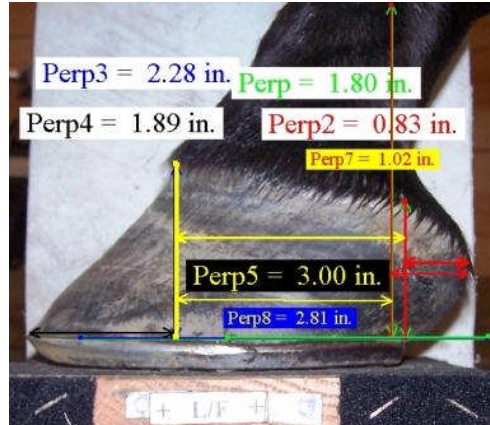 Perp3 = 2.28 in.
Perp = 1.80 in.
Perp4 = 1.89 in.
Perp2 = 0.83 in.
Perp7 = 1.02 in.
Perp5 = 3.00 in.
Perp8 = 2.81 in.
+ L/F +